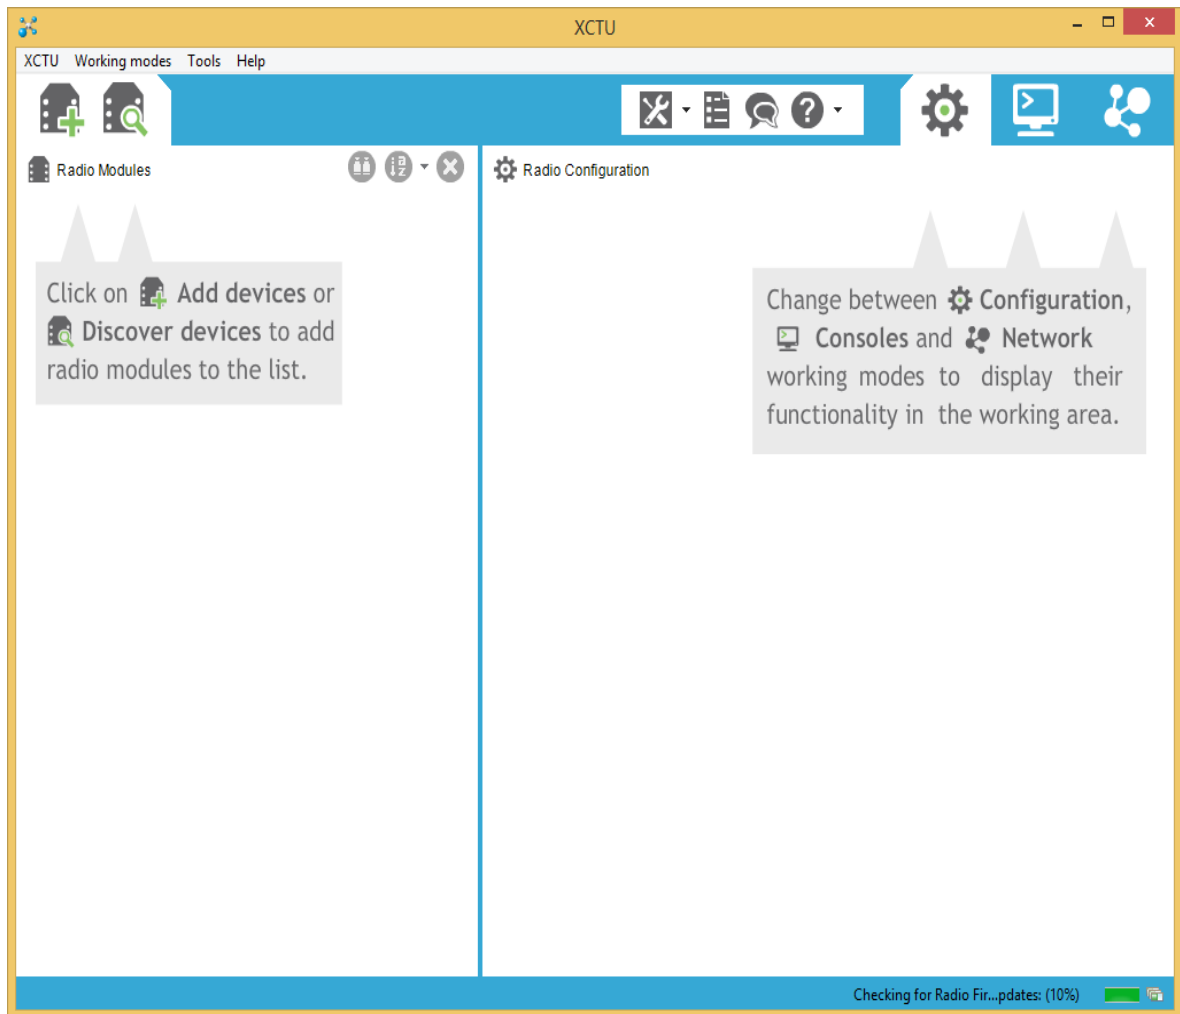 XCTU
XCTU Working modes Tools Help
Radio Modules
Radio Configuration
Click on Add devices or
Discover devices to add
radio modules to the list.
Change between Configuration,
Consoles and Network
working modes to display their
functionality in the working area.
Checking for Radio Fir...pdates: (10%)